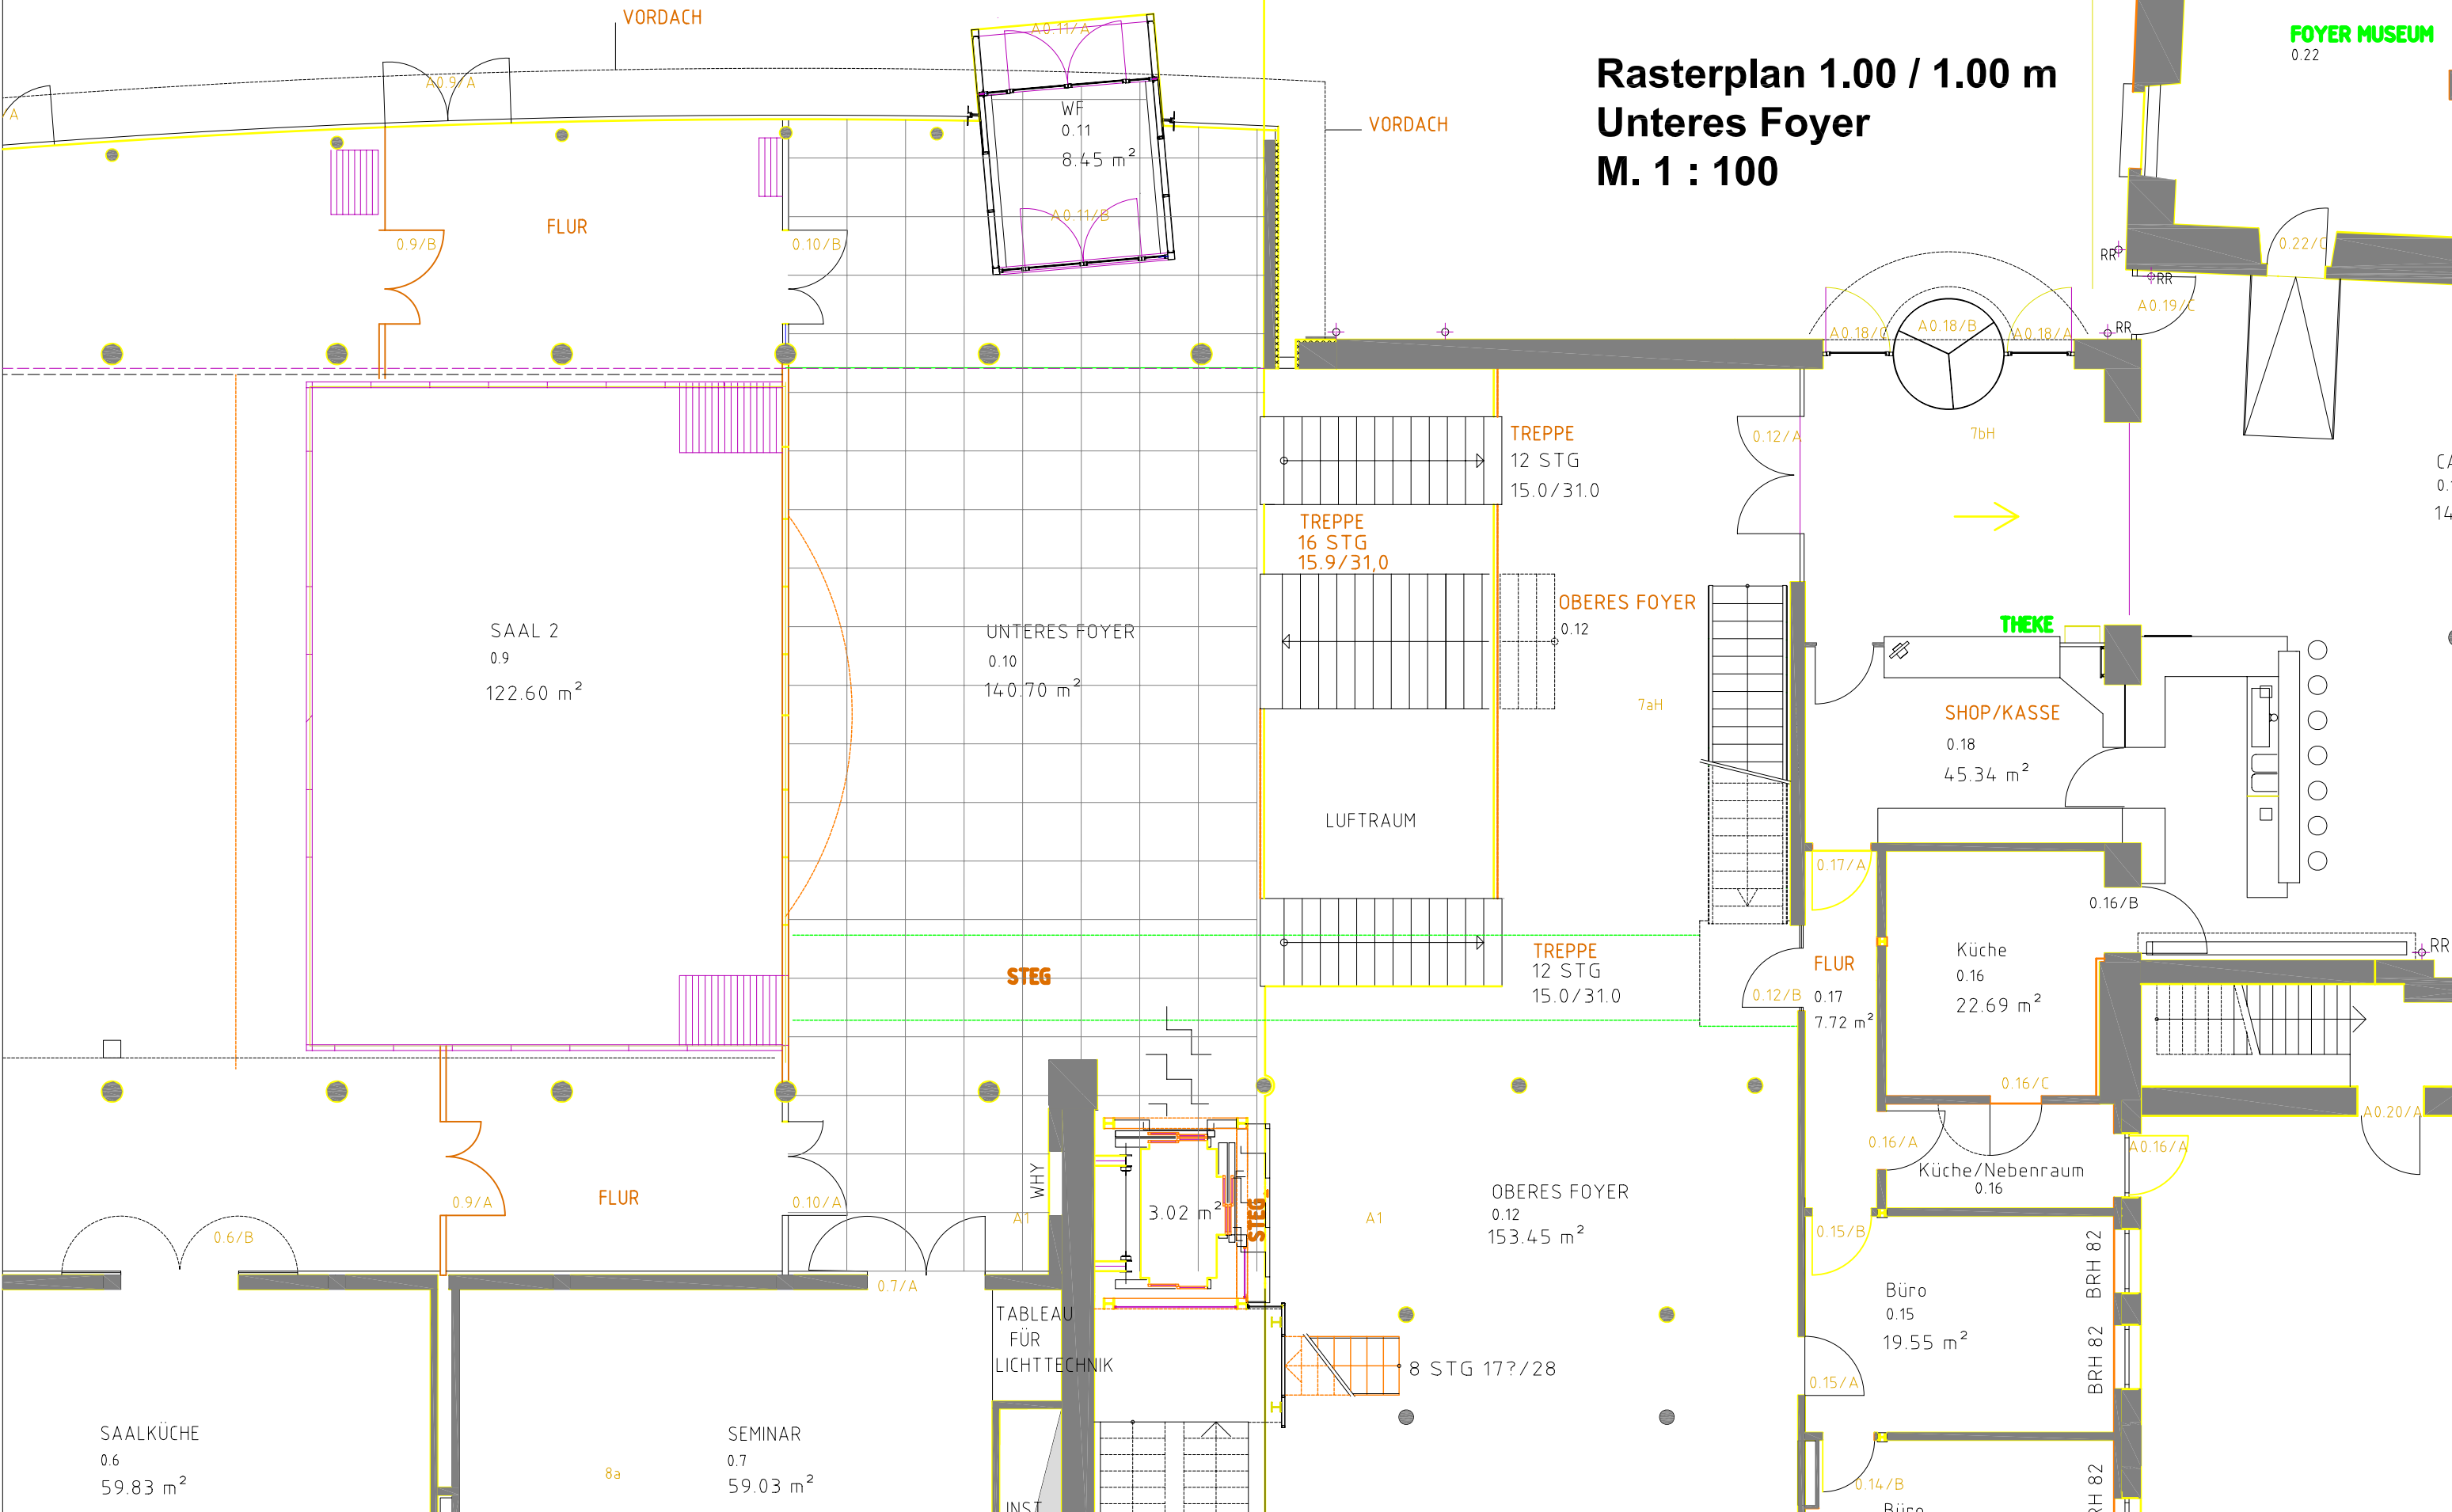 VORDACH
A0.11/A
FOYER MUSEUM
0.22
Rasterplan 1.00 / 1.00 m
Unteres Foyer
M. 1 : 100
A
A0.9/A
WF
0.11
8.45 m²
VORDACH
A0.11/B
FLUR
0.9/B
0.10/B
0.22/C
RR
RR
A0.19/C
RR
A0.18/C
A0.18/B
A0.18/A
TREPPE
12 STG
15.0/31.0
0.12/A
7bH
TREPPE
16 STG
15.9/31,0
OBERES FOYER
0.12
THEKE
SAAL 2
0.9
122.60 m²
UNTERES FOYER
0.10
140.70 m²
7aH
SHOP/KASSE
0.18
45.34 m²
LUFTRAUM
0.17/A
0.16/B
STEG
TREPPE
12 STG
15.0/31.0
0.12/B
FLUR
0.17
7.72 m²
Küche
0.16
22.69 m²
RR
0.16/C
A0.20/A
0.16/A
A0.16/A
Küche/Nebenraum
0.16
WHY
FLUR
0.9/A
0.10/A
A1
3.02 m²
STEG
A1
OBERES FOYER
0.12
153.45 m²
0.6/B
0.7/A
0.15/B
BRH 82
Büro
0.15
19.55 m²
TABLEAU
FÜR
LICHTTECHNIK
8 STG 17?/28
0.15/A
BRH 82
SAALKÜCHE
0.6
59.83 m²
8a
SEMINAR
0.7
59.03 m²
0.14/B